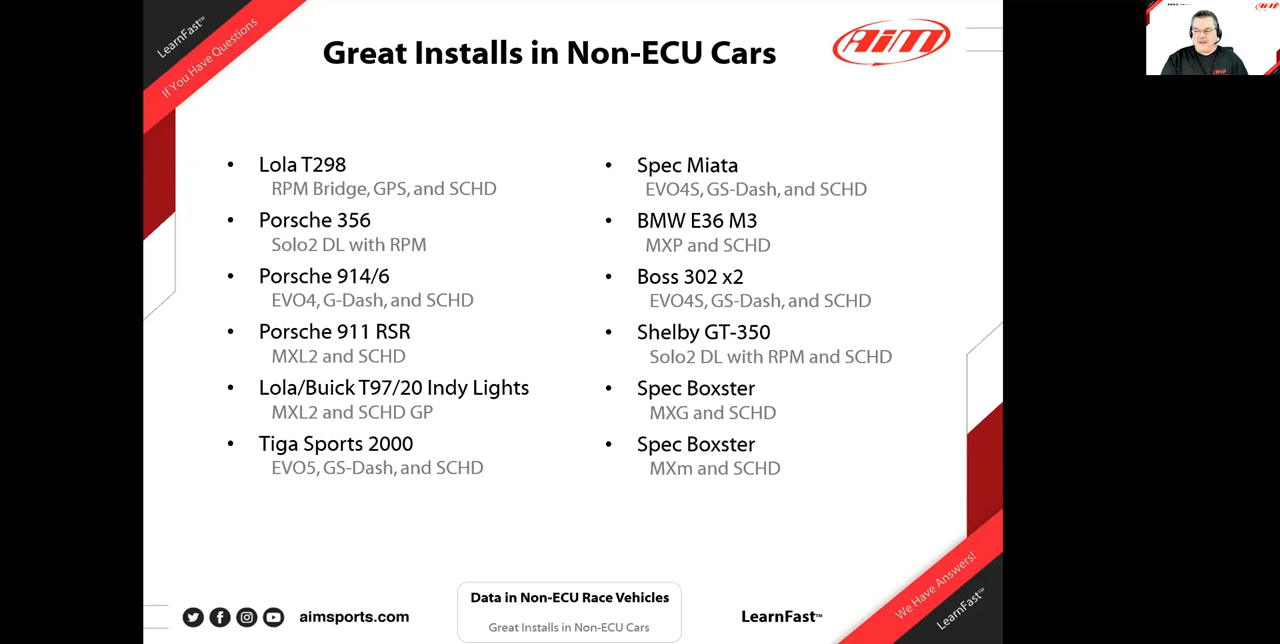 LearnFast™
If You Have Questions
Great Installs in Non-ECU Cars
AiM
• Lola T298
RPM Bridge, GPS, and SCHD
• Porsche 356
Solo2 DL with RPM
• Porsche 914/6
EVO4, G-Dash, and SCHD
• Porsche 911 RSR
MXL2 and SCHD
• Lola/Buick T97/20 Indy Lights
MXL2 and SCHD GP
• Tiga Sports 2000
EVO5, GS-Dash, and SCHD
• Spec Miata
EVO4S, GS-Dash, and SCHD
• BMW E36 M3
MXP and SCHD
• Boss 302 x2
EVO4S, GS-Dash, and SCHD
• Shelby GT-350
Solo2 DL with RPM and SCHD
• Spec Boxster
MXG and SCHD
• Spec Boxster
MXm and SCHD
aimsports.com
Data in Non-ECU Race Vehicles
Great Installs in Non-ECU Cars
LearnFast™
We Have Answers!
LearnFast™